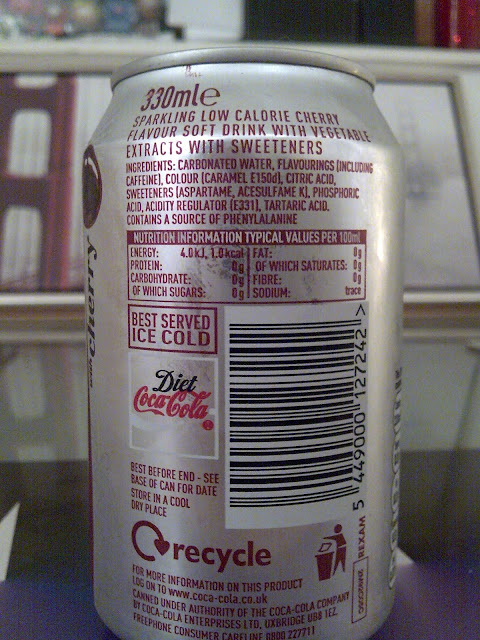 330ml℮
SPARKLING LOW CALORIE CHERRY
FLAVOUR SOFT DRINK WITH VEGETABLE
EXTRACTS WITH SWEETENERS
INGREDIENTS: CARBONATED WATER, FLAVOURINGS (INCLUDING
CAFFEINE), COLOUR (CARAMEL E150d), CITRIC ACID,
SWEETENERS (ASPARTAME, ACESULFAME K), PHOSPHORIC
ACID, ACIDITY REGULATOR (E331), TARTARIC ACID.
CONTAINS A SOURCE OF PHENYLALANINE
NUTRITION INFORMATION TYPICAL VALUES PER 100ml
ENERGY: 4.0kJ, 1.0kcal
PROTEIN: 0g
CARBOHYDRATE: 0g
OF WHICH SUGARS: 0g
FAT: 0g
OF WHICH SATURATES: 0g
FIBRE: 0g
SODIUM: trace
BEST SERVED
ICE COLD
Diet
Coca-Cola
BEST BEFORE END - SEE
BASE OF CAN FOR DATE
STORE IN A COOL
DRY PLACE
5 449000 127242 >
recycle
REXAM
FOR MORE INFORMATION ON THIS PRODUCT
LOG ON TO www.coca-cola.co.uk
CANNED UNDER AUTHORITY OF THE COCA-COLA COMPANY
BY COCA-COLA ENTERPRISES LTD, UXBRIDGE UB8 1EZ.
FREEPHONE CONSUMER CARELINE 0800 227711
cherry